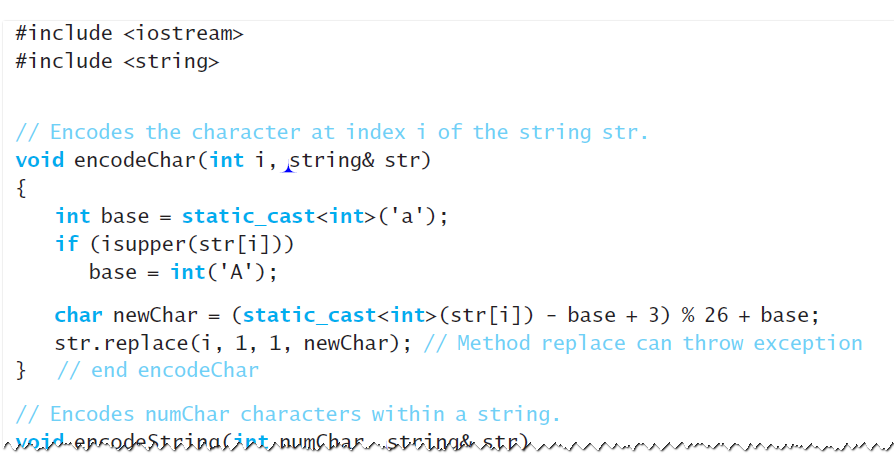 #include <iostream>
#include <string>
// Encodes the character at index i of the string str.
void encodeChar(int i, string& str)
{
int base = static_cast<int>('a');
if (isupper(str[i]))
base = int('A');
char newChar = (static_cast<int>(str[i]) - base + 3) % 26 + base;
str.replace(i, 1, 1, newChar); // Method replace can throw exception
} // end encodeChar
// Encodes numChar characters within a string.
void encodeString(int numChar, string& str)